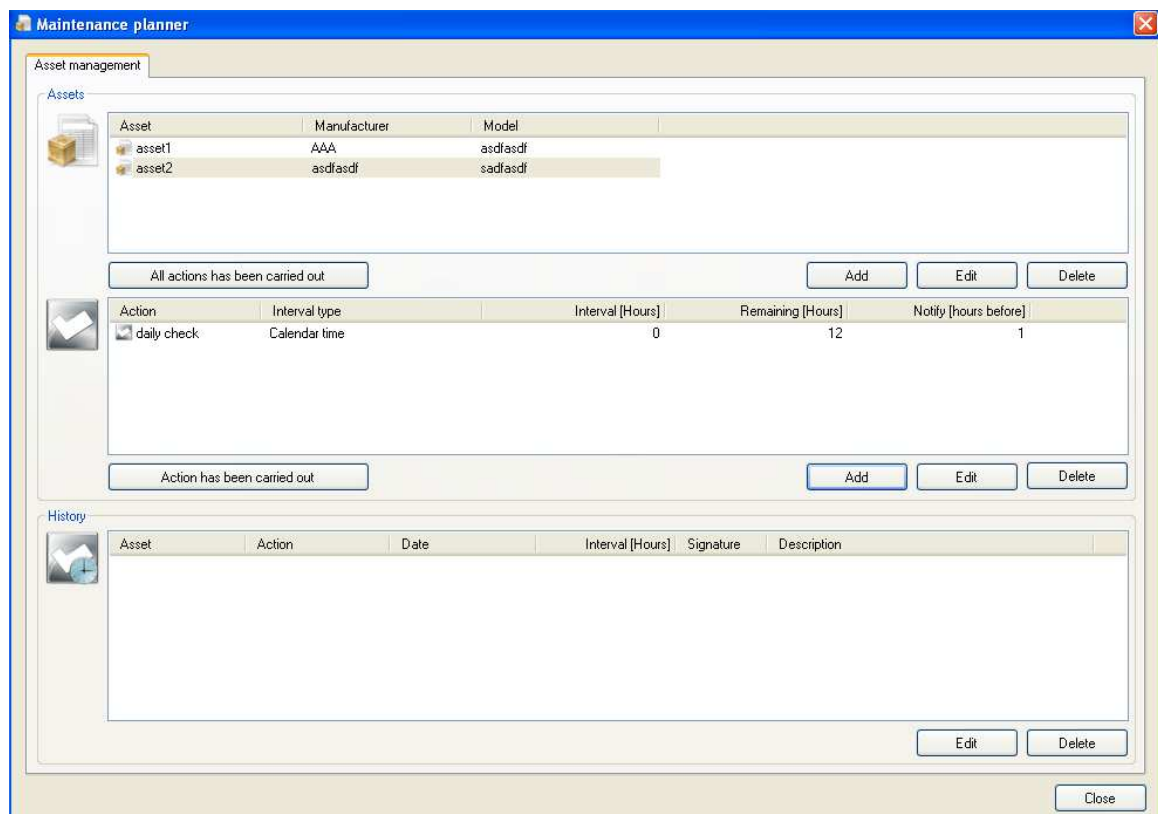 Maintenance planner
Asset management
Assets
Asset Manufacturer Model
asset1 AAA asdfasdf
asset2 asdfasdf sadfasdf
All actions has been carried out Add Edit Delete
Action Interval type Interval [Hours] Remaining [Hours] Notify [hours before]
daily check Calendar time 0 12 1
Action has been carried out Add Edit Delete
History
Asset Action Date Interval [Hours] Signature Description
Edit Delete
Close